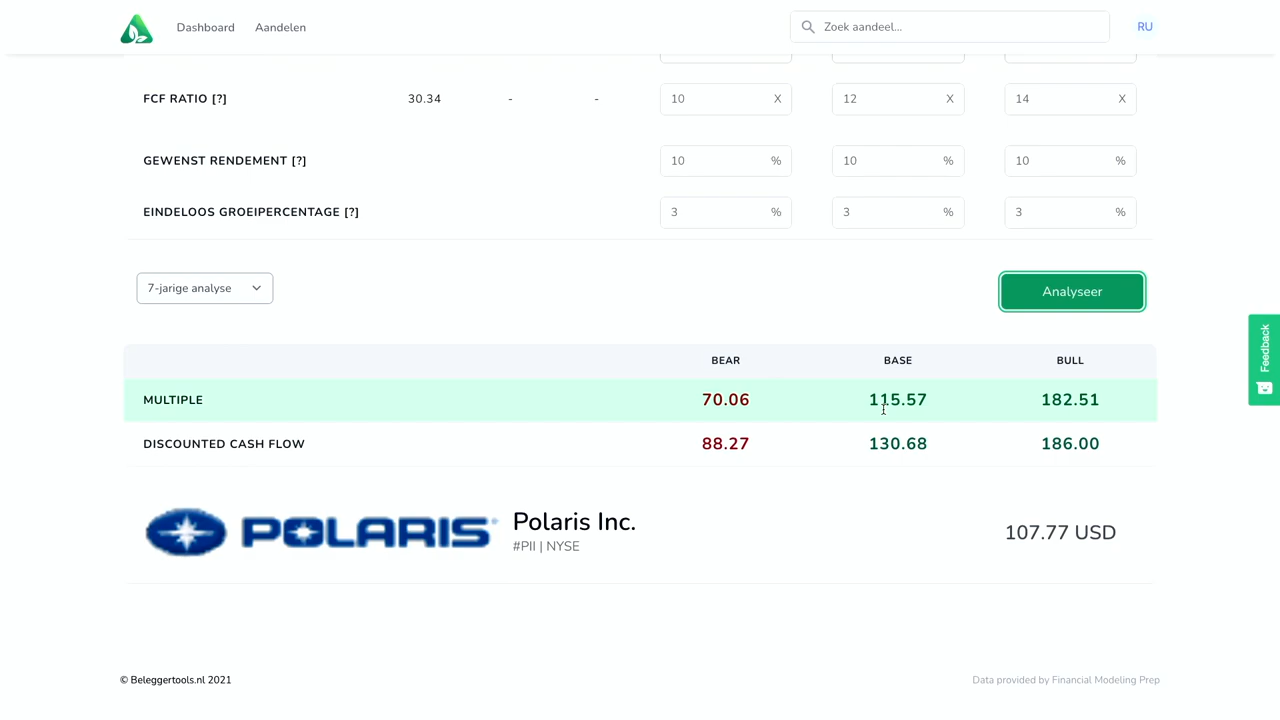 Dashboard Aandelen Zoek aandeel... RU
FCF RATIO [?] 30.34 - - 10 X 12 X 14 X
GEWENST RENDEMENT [?] 10 % 10 % 10 %
EINDELOOS GROEIPERCENTAGE [?] 3 % 3 % 3 %
7-jarige analyse Analyseer
Feedback
BEAR BASE BULL
MULTIPLE 70.06 115.57 182.51
DISCOUNTED CASH FLOW 88.27 130.68 186.00
POLARIS Polaris Inc. 107.77 USD
#PII | NYSE
© Beleggertools.nl 2021 Data provided by Financial Modeling Prep